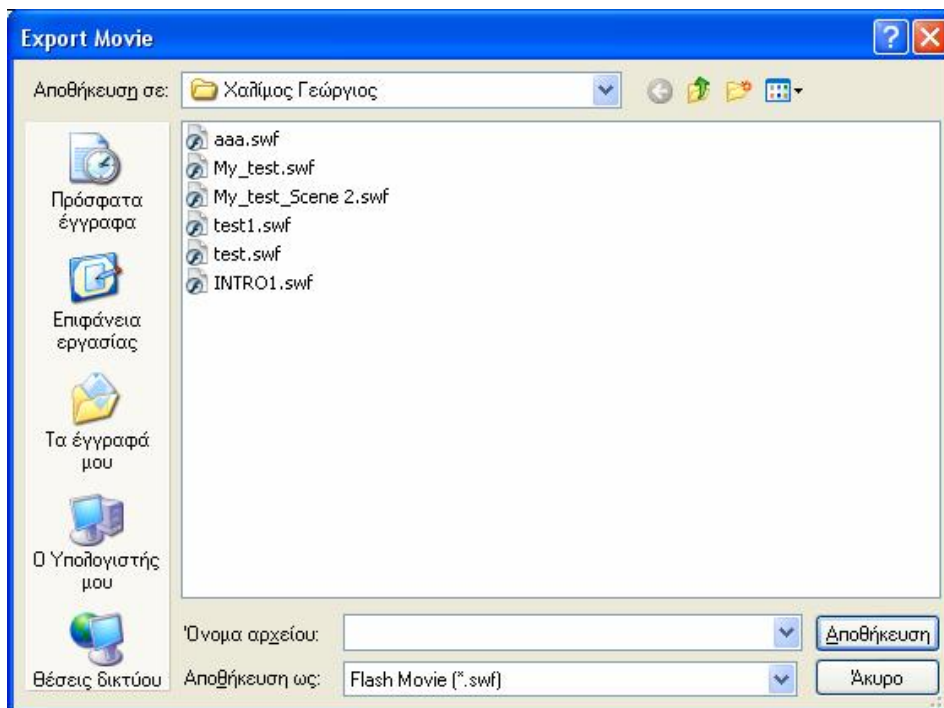 Export Movie
Αποθήκευση σε:
Χαλίμος Γεώργιος
aaa.swf
My_test.swf
My_test_Scene 2.swf
test1.swf
test.swf
INTRO1.swf
Πρόσφατα
έγγραφα
Επιφάνεια
εργασίας
Τα έγγραφά
μου
Ο Υπολογιστής
μου
Θέσεις δικτύου
Όνομα αρχείου:
Αποθήκευση
Αποθήκευση ως:
Flash Movie (*.swf)
Άκυρο